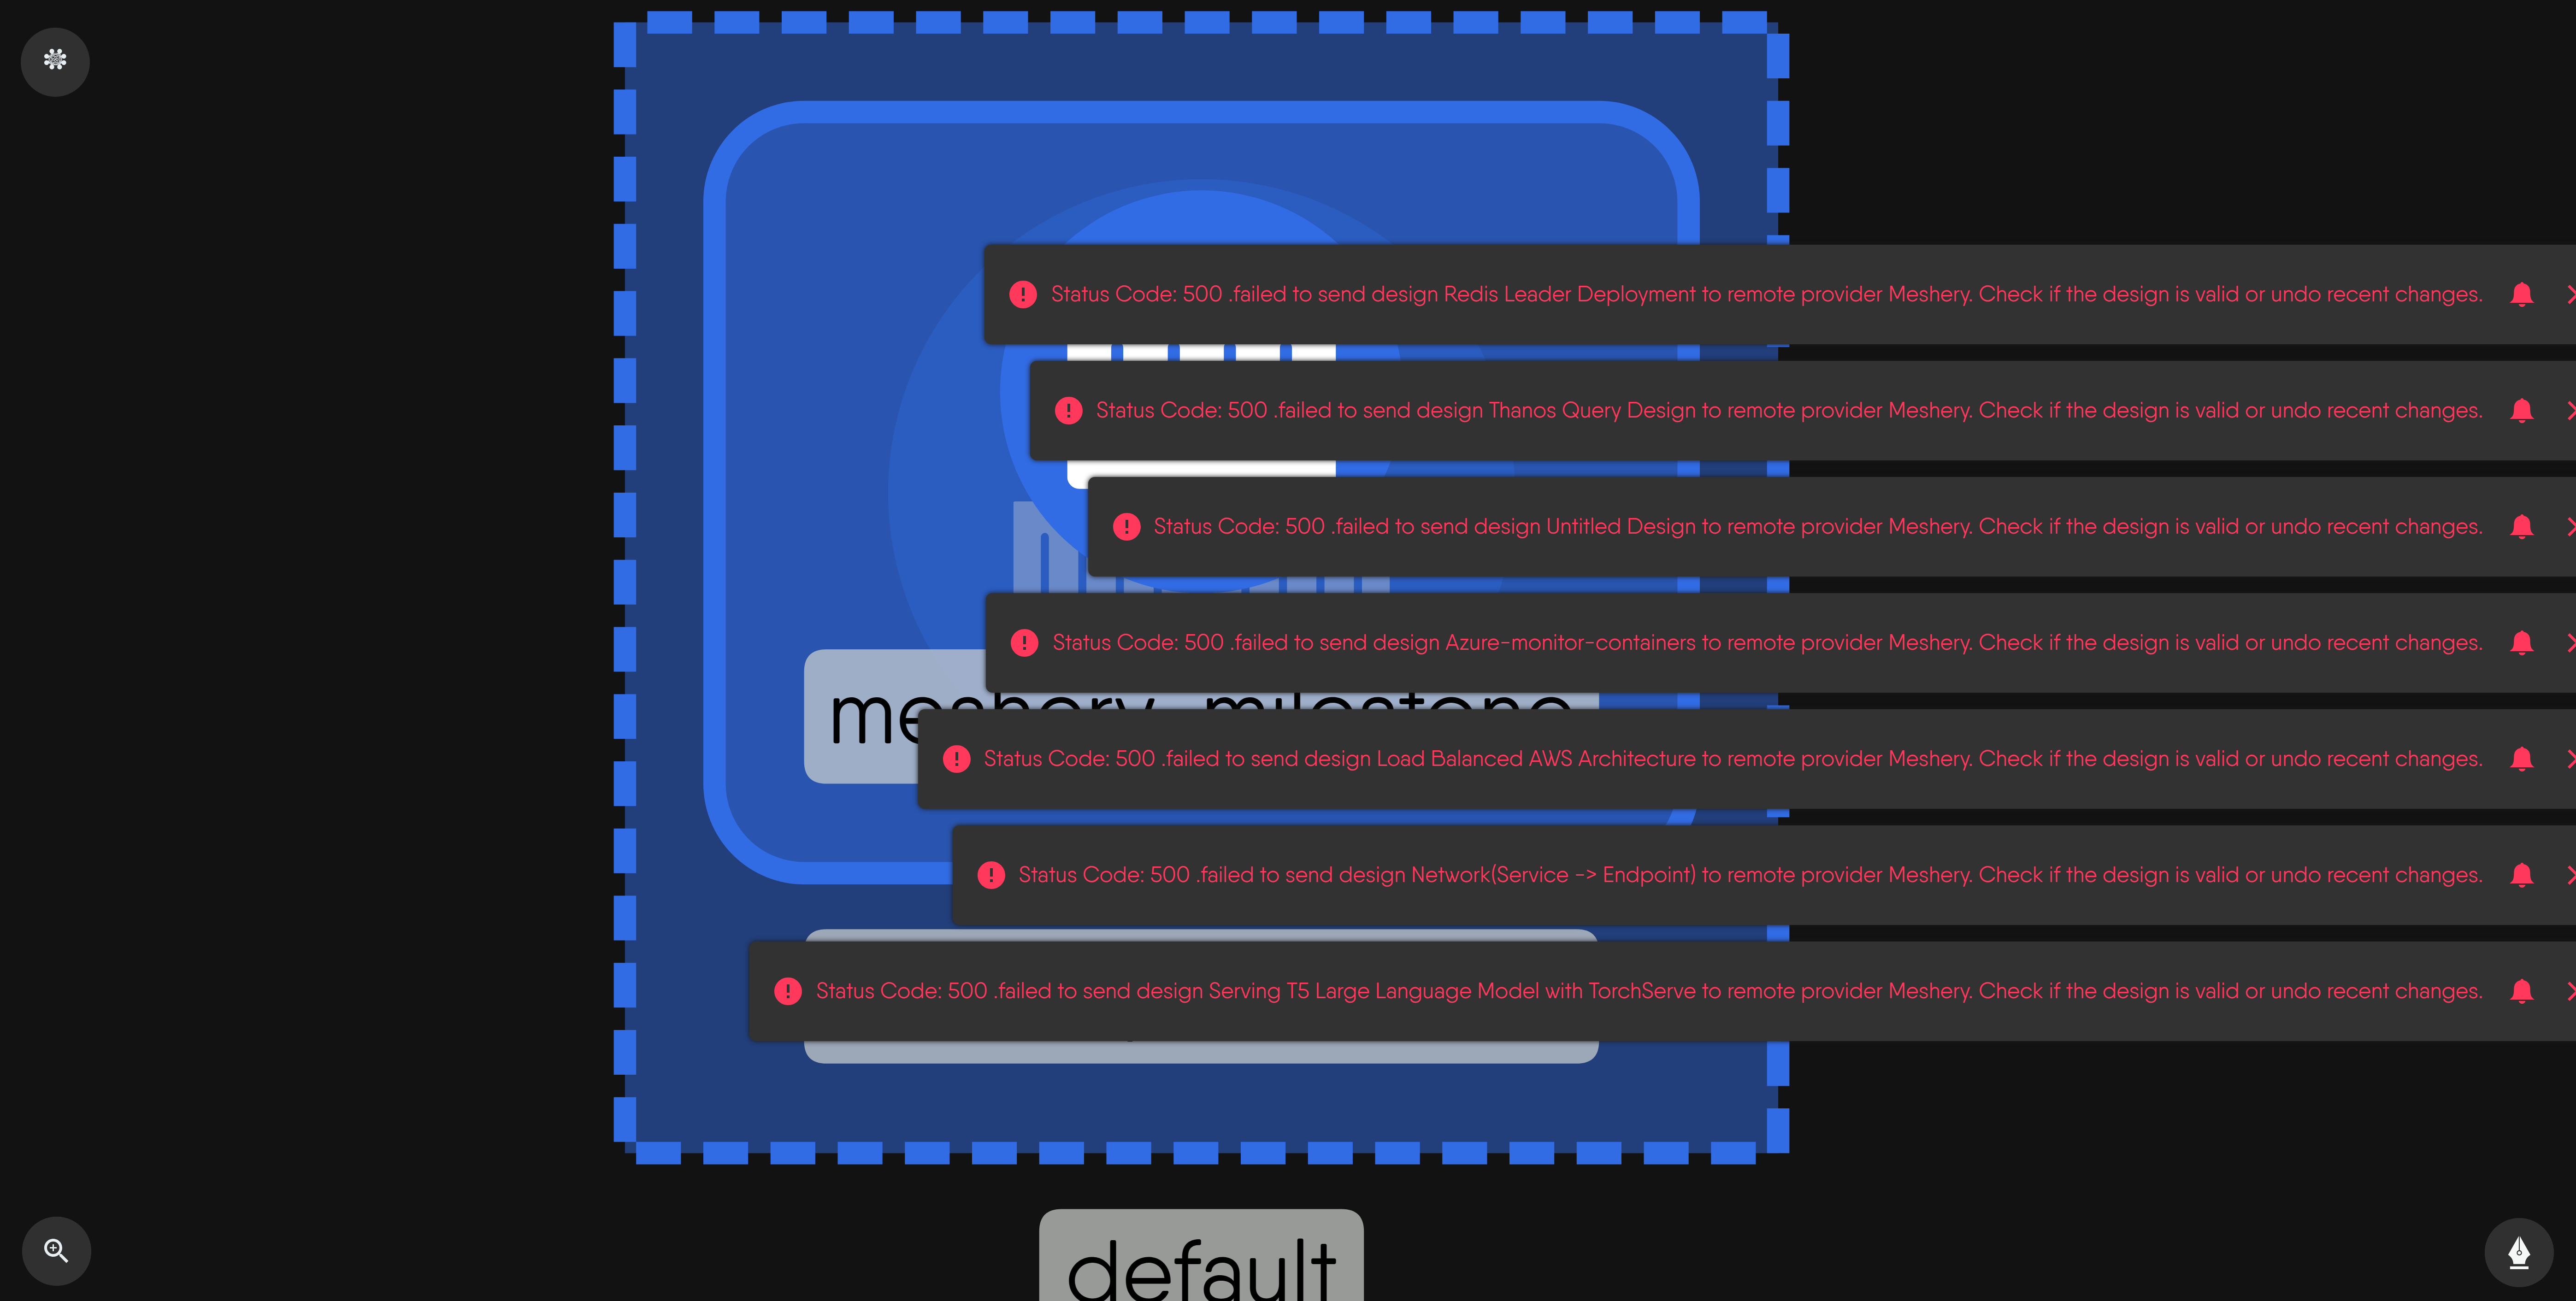 Status Code: 500 .failed to send design Redis Leader Deployment to remote provider Meshery. Check if the design is valid or undo recent changes.
Status Code: 500 .failed to send design Thanos Query Design to remote provider Meshery. Check if the design is valid or undo recent changes.
Status Code: 500 .failed to send design Untitled Design to remote provider Meshery. Check if the design is valid or undo recent changes.
Status Code: 500 .failed to send design Azure-monitor-containers to remote provider Meshery. Check if the design is valid or undo recent changes.
meshery-milestone
Status Code: 500 .failed to send design Load Balanced AWS Architecture to remote provider Meshery. Check if the design is valid or undo recent changes.
Status Code: 500 .failed to send design Network(Service -> Endpoint) to remote provider Meshery. Check if the design is valid or undo recent changes.
Status Code: 500 .failed to send design Serving T5 Large Language Model with TorchServe to remote provider Meshery. Check if the design is valid or undo recent changes.
default